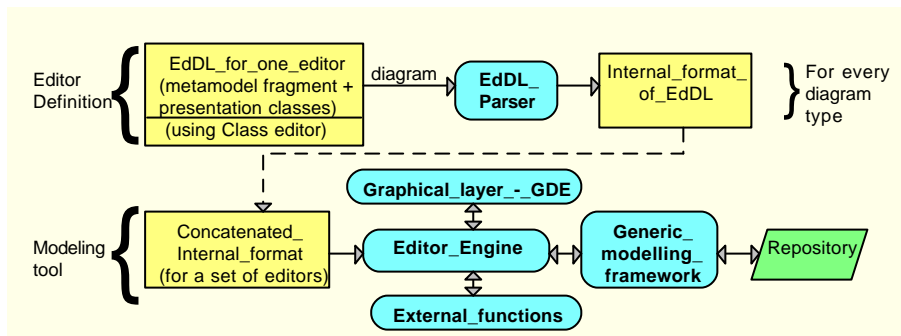 Editor
Definition
EdDL_for_one_editor
(metamodel fragment +
presentation classes)
(using Class editor)
diagram
EdDL_
Parser
Internal_format_
of_EdDL
For every
diagram
type
Graphical_layer_-_GDE
Modeling
tool
Concatenated_
Internal_format
(for a set of editors)
Editor_Engine
Generic_
modelling_
framework
Repository
External_functions